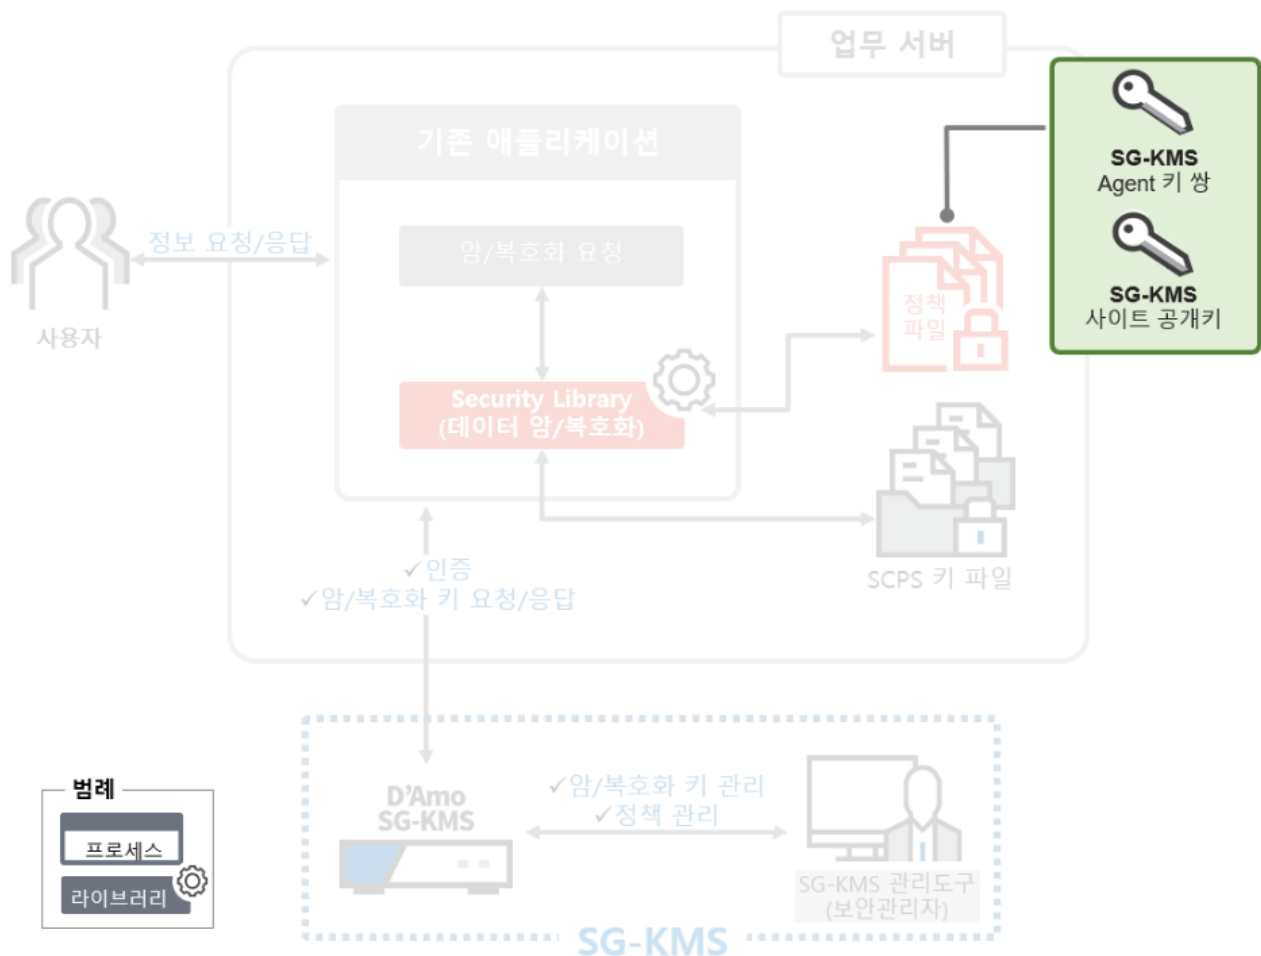 업무 서버
기존 애플리케이션
SG-KMS
Agent 키 쌍
SG-KMS
사이트 공개키
정보 요청/응답
사용자
암/복호화 요청
정책
파일
Security Library
(데이터 암/복호화)
SCPS 키 파일
✓인증
✓암/복호화 키 요청/응답
범례
프로세스
라이브러리
D'Amo
SG-KMS
✓암/복호화 키 관리
✓정책 관리
SG-KMS 관리도구
(보안관리자)
SG-KMS